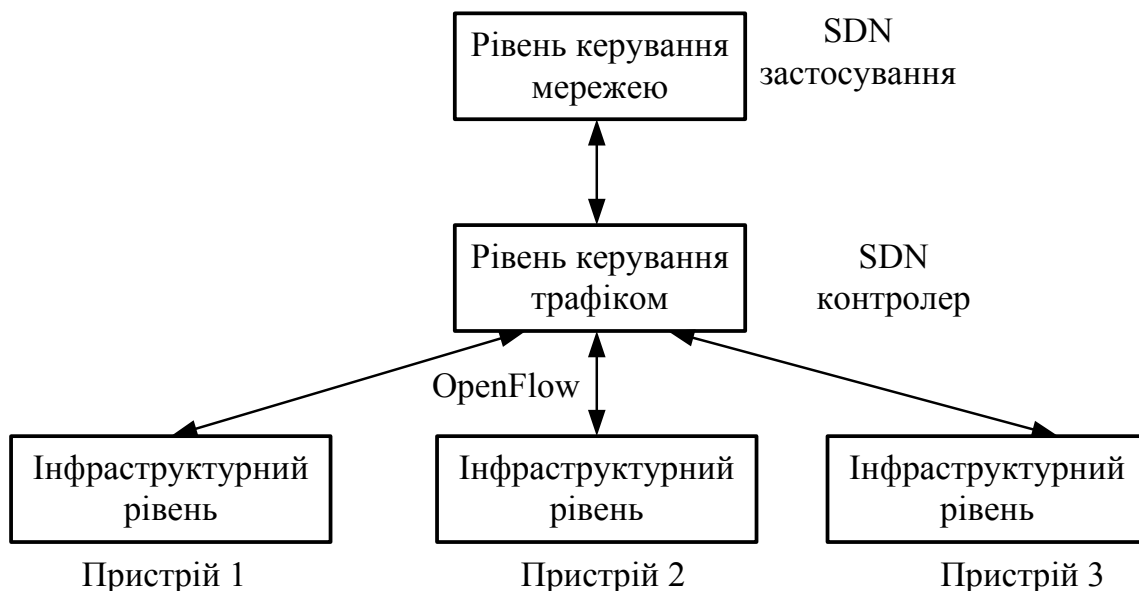 Рівень керування
мережею
SDN
застосування
Рівень керування
трафіком
SDN
контролер
OpenFlow
Інфраструктурний
рівень
Інфраструктурний
рівень
Інфраструктурний
рівень
Пристрій 1
Пристрій 2
Пристрій 3